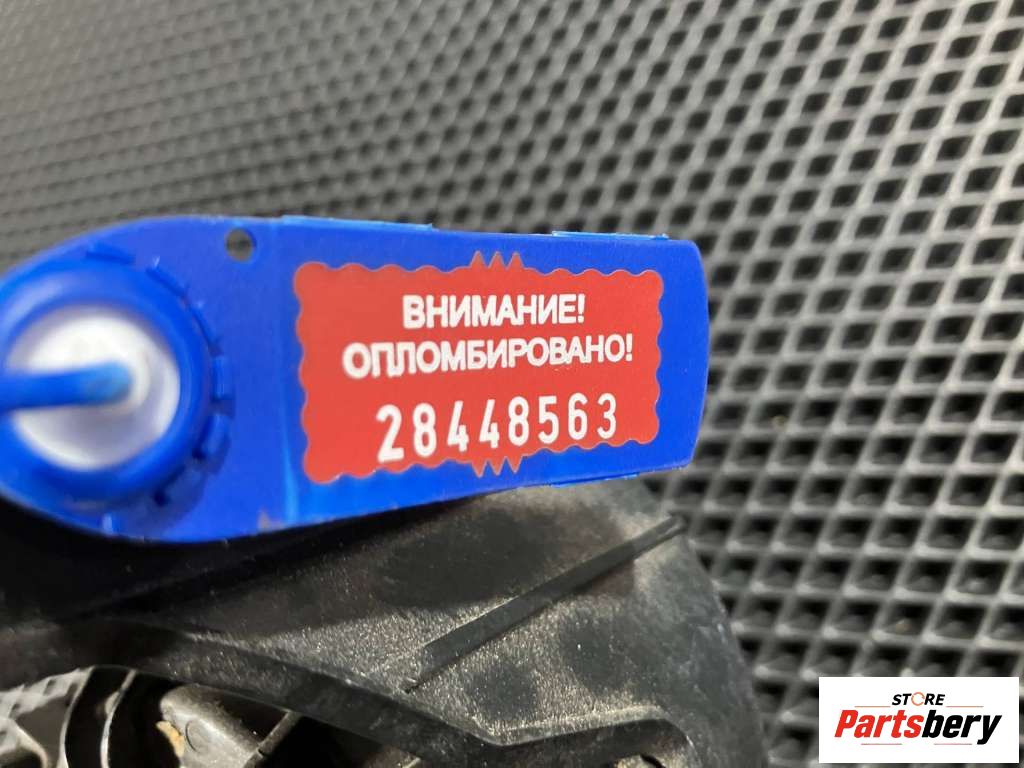 ВНИМАНИЕ!
ОПЛОМБИРОВАНО!
28448563
STORE
Partsbery